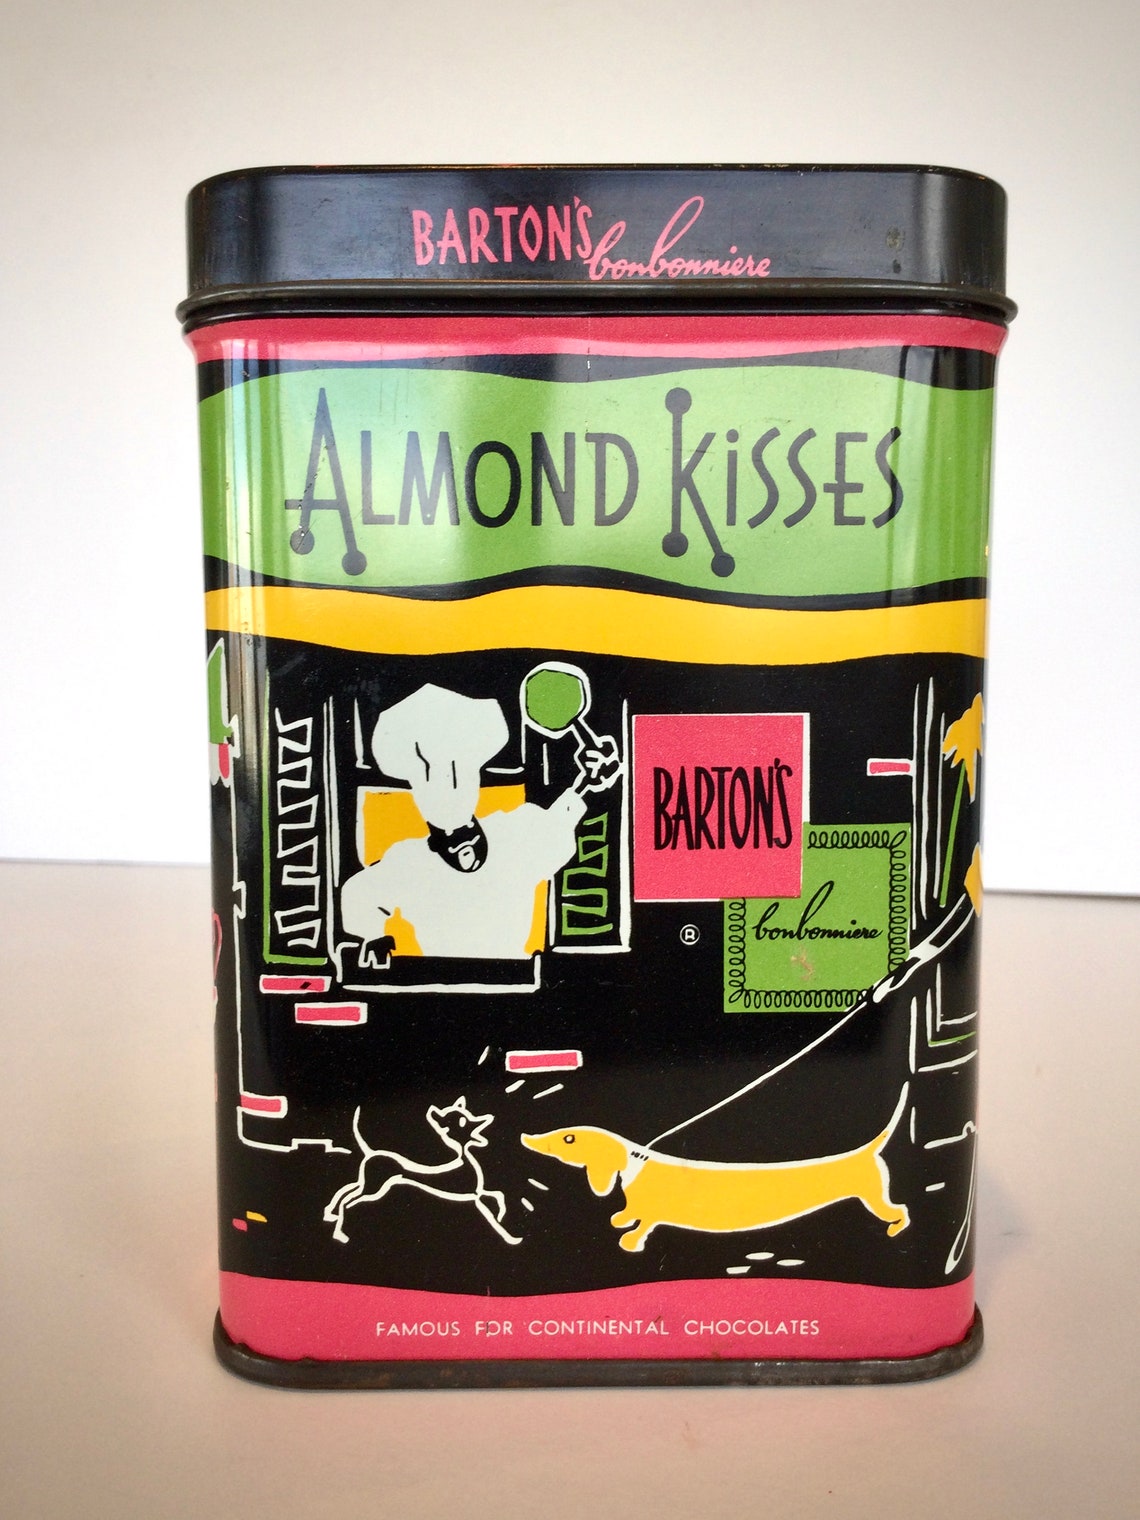 BARTON'S bonbonniere
ALMOND KiSSES
BARTON'S
bonbonniere
®
FAMOUS FOR CONTINENTAL CHOCOLATES